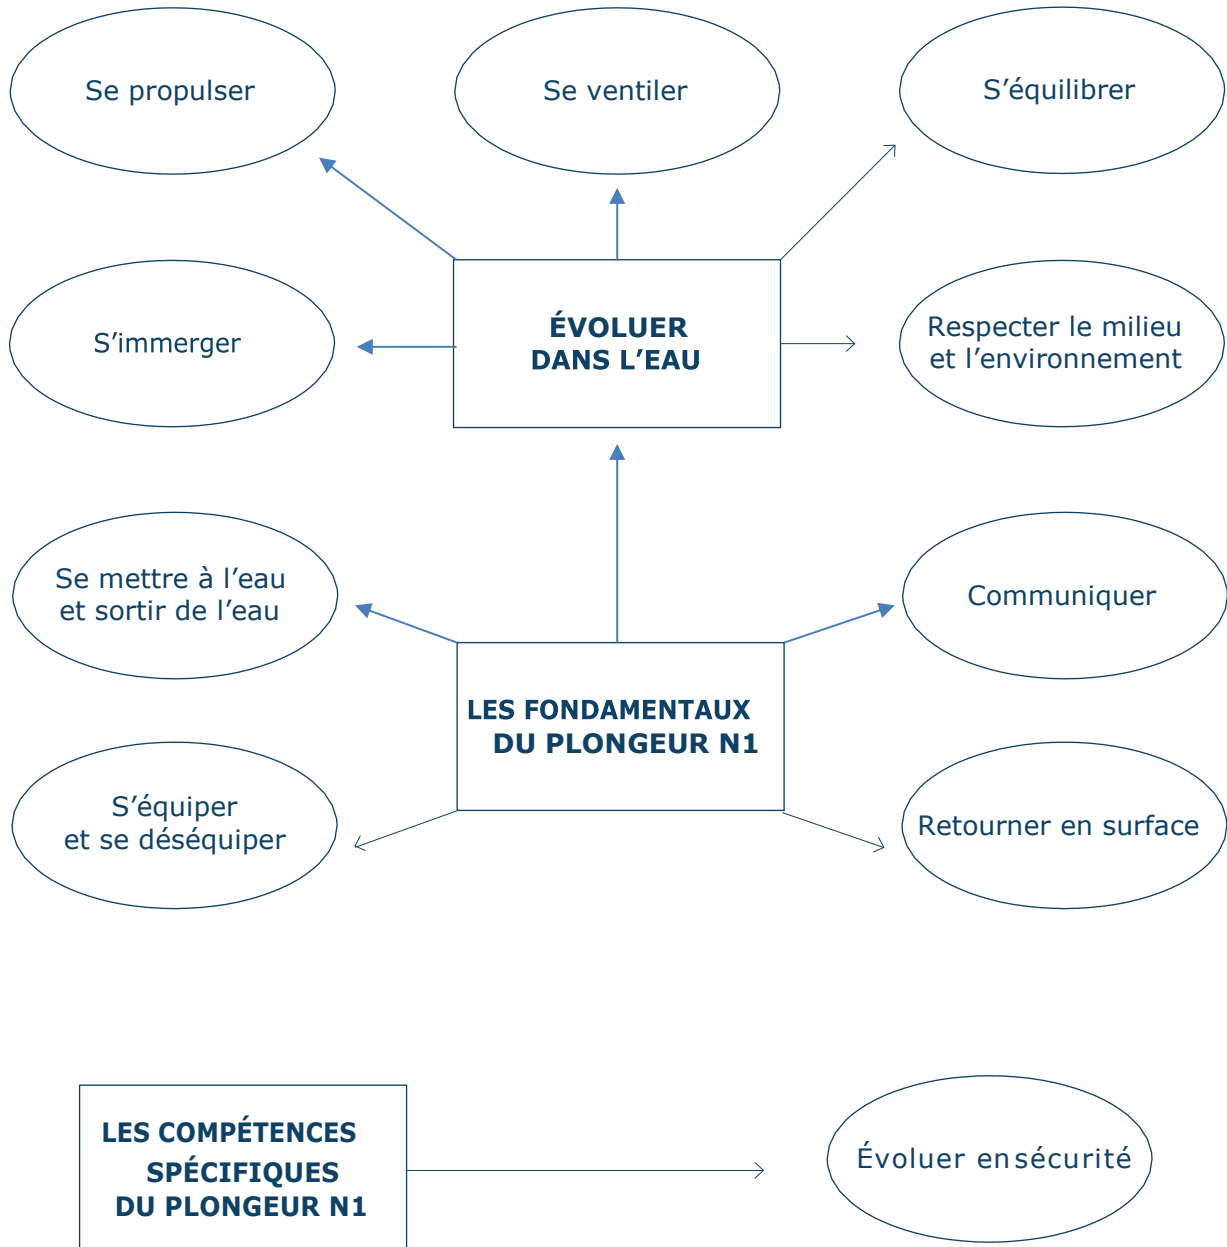 Se propulser
Se ventiler
S’équilibrer
S’immerger
ÉVOLUER
DANS L’EAU
Respecter le milieu
et l’environnement
Se mettre à l’eau
et sortir de l’eau
Communiquer
LES FONDAMENTAUX
DU PLONGEUR N1
S’équiper
et se déséquiper
Retourner en surface
LES COMPÉTENCES
SPÉCIFIQUES
DU PLONGEUR N1
Évoluer en sécurité